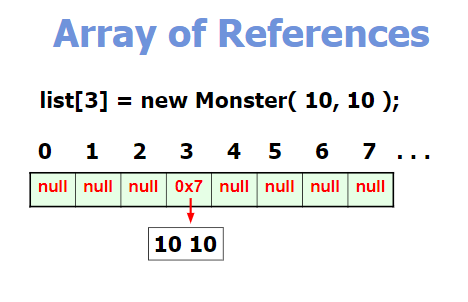 Array of References
list[3] = new Monster( 10, 10 );
0 1 2 3 4 5 6 7 . . .
null null null 0x7 null null null null
10 10